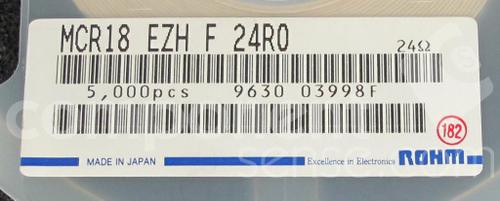 MCR18 EZH F 24R0 24Ω
5,000pcs 9630 03998F
182
MADE IN JAPAN Excellence in Electronics ROHM